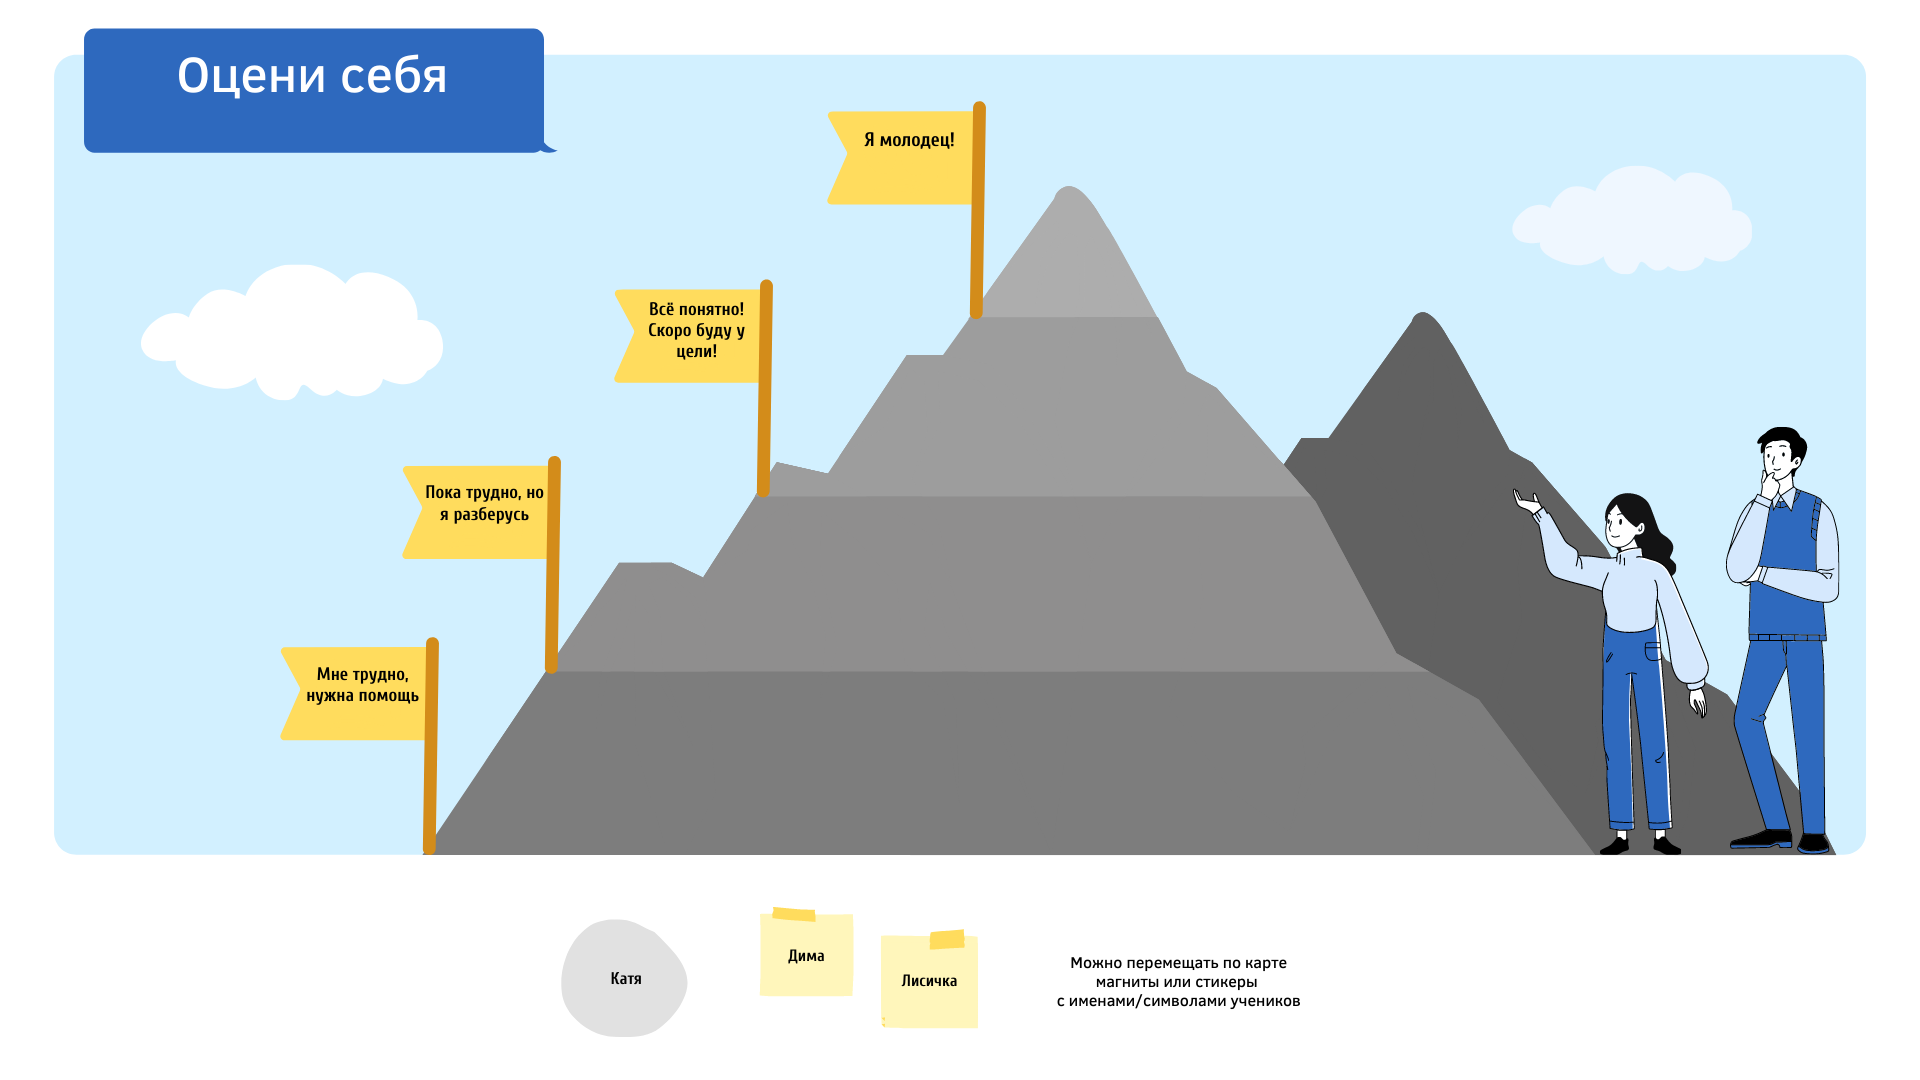 Оцени себя
Я молодец!
Всё понятно!
Скоро буду у
цели!
Пока трудно, но
я разберусь
Мне трудно,
нужна помощь
Катя
Дима
Лисичка
Можно перемещать по карте
магниты или стикеры
с именами/символами учеников